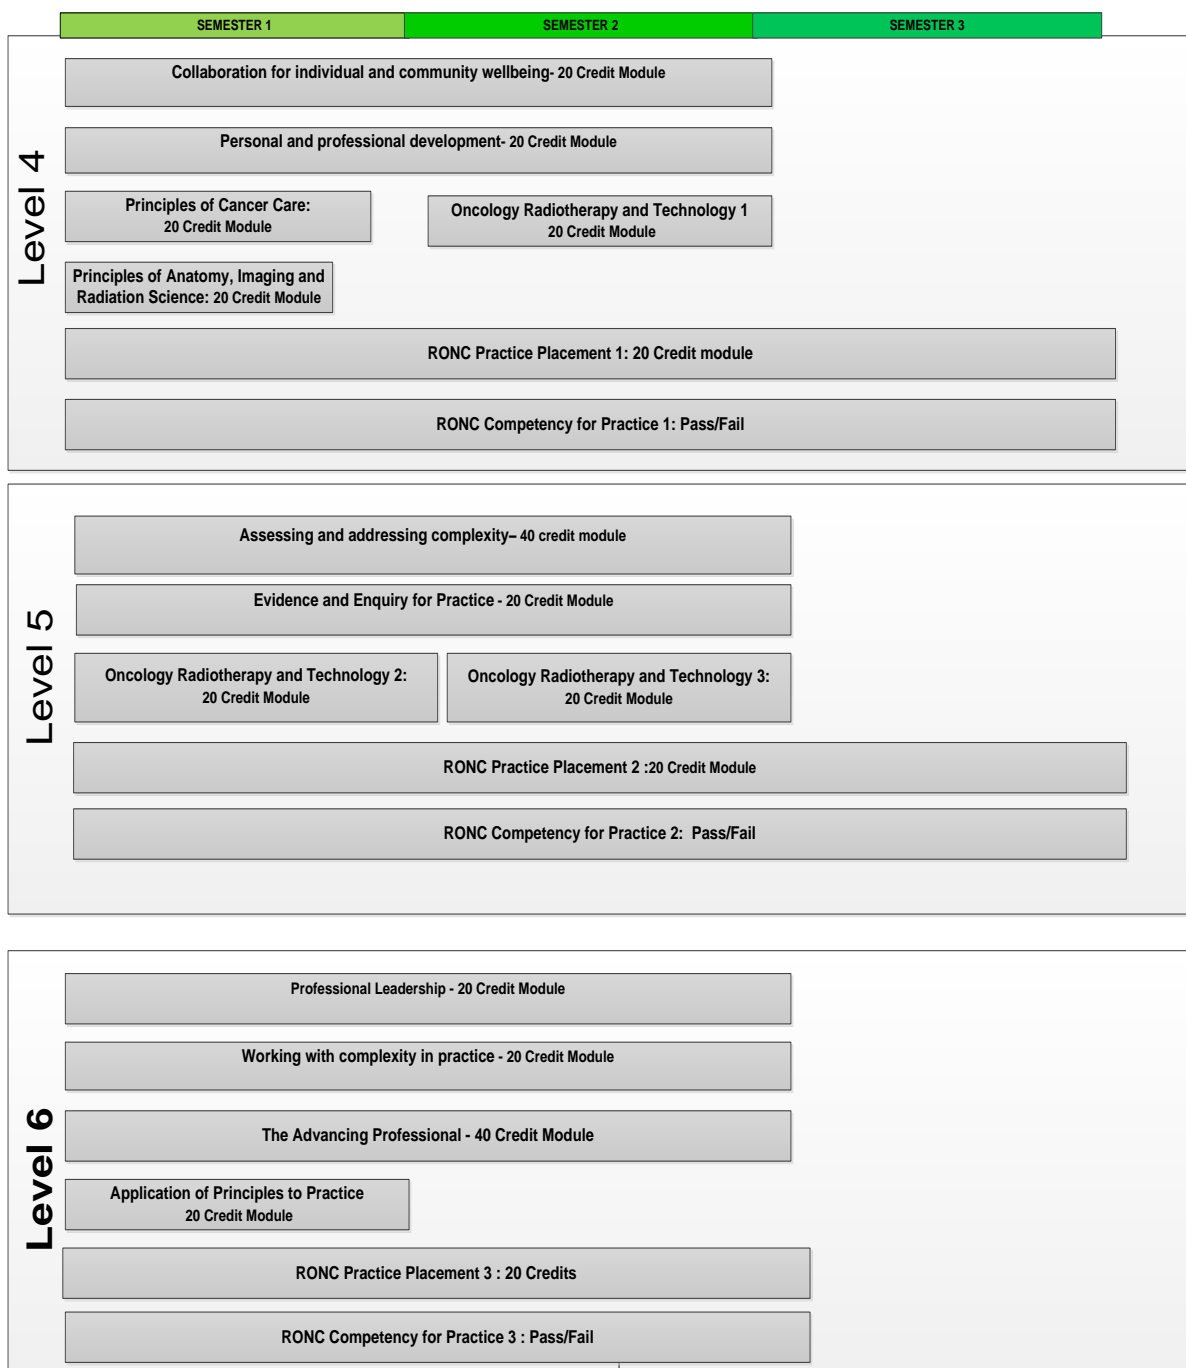 SEMESTER 1
SEMESTER 2
SEMESTER 3
Level 4
Collaboration for individual and community wellbeing- 20 Credit Module
Personal and professional development- 20 Credit Module
Principles of Cancer Care:
20 Credit Module
Oncology Radiotherapy and Technology 1
20 Credit Module
Principles of Anatomy, Imaging and
Radiation Science: 20 Credit Module
RONC Practice Placement 1: 20 Credit module
RONC Competency for Practice 1: Pass/Fail
Level 5
Assessing and addressing complexity– 40 credit module
Evidence and Enquiry for Practice - 20 Credit Module
Oncology Radiotherapy and Technology 2:
20 Credit Module
Oncology Radiotherapy and Technology 3:
20 Credit Module
RONC Practice Placement 2 :20 Credit Module
RONC Competency for Practice 2: Pass/Fail
Level 6
Professional Leadership - 20 Credit Module
Working with complexity in practice - 20 Credit Module
The Advancing Professional - 40 Credit Module
Application of Principles to Practice
20 Credit Module
RONC Practice Placement 3 : 20 Credits
RONC Competency for Practice 3 : Pass/Fail